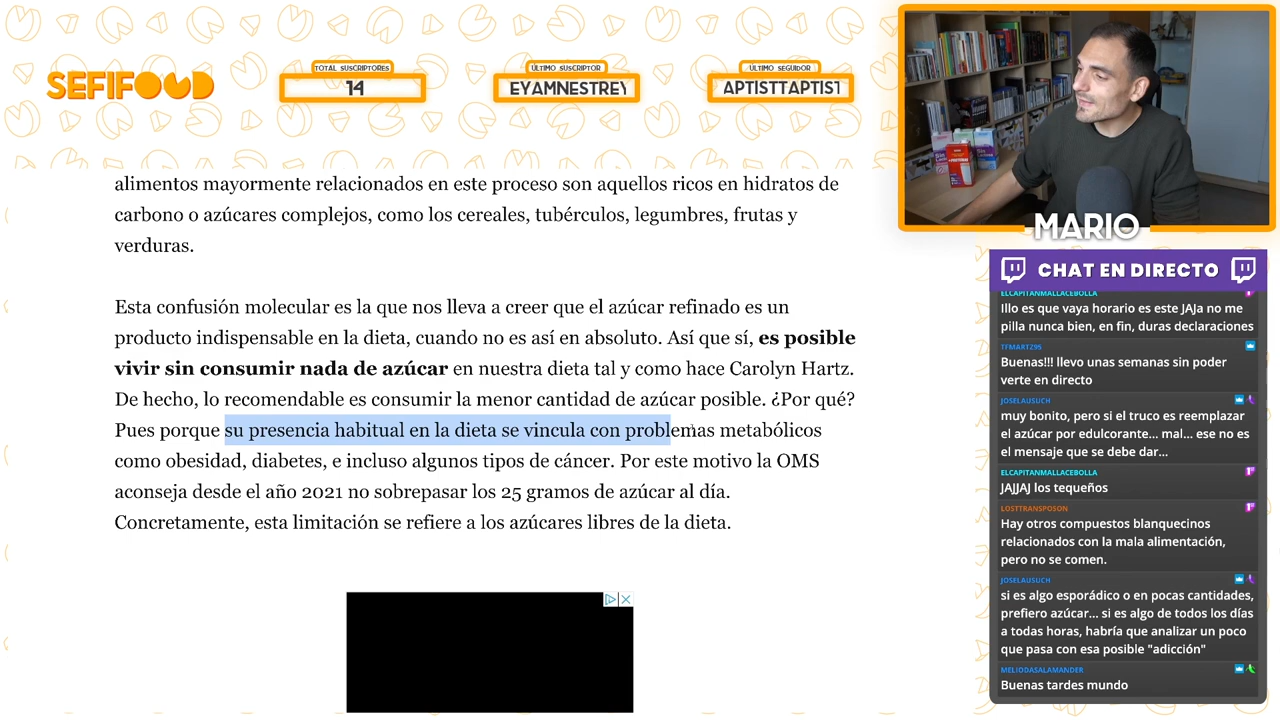 SEFIFOOD
TOTAL SUSCRIPTORES
14
ÚLTIMO SUSCRIPTOR
EYAMNESTREY
ÚLTIMO SEGUIDOR
APTISTTAPTIST
alimentos mayormente relacionados en este proceso son aquellos ricos en hidratos de
carbono o azúcares complejos, como los cereales, tubérculos, legumbres, frutas y
verduras.
Esta confusión molecular es la que nos lleva a creer que el azúcar refinado es un
producto indispensable en la dieta, cuando no es así en absoluto. Así que sí, es posible
vivir sin consumir nada de azúcar en nuestra dieta tal y como hace Carolyn Hartz.
De hecho, lo recomendable es consumir la menor cantidad de azúcar posible. ¿Por qué?
Pues porque su presencia habitual en la dieta se vincula con problemas metabólicos
como obesidad, diabetes, e incluso algunos tipos de cáncer. Por este motivo la OMS
aconseja desde el año 2021 no sobrepasar los 25 gramos de azúcar al día.
Concretamente, esta limitación se refiere a los azúcares libres de la dieta.
MARIO
CHAT EN DIRECTO
ELCAPITANMALLACEBOLLA
Illo es que vaya horario es este JAJa no me
pilla nunca bien, en fin, duras declaraciones
TFMART295
Buenas!!! llevo unas semanas sin poder
verte en directo
JOSELAUSUCH
muy bonito, pero si el truco es reemplazar
el azúcar por edulcorante... mal... ese no es
el mensaje que se debe dar...
ELCAPITANMALLACEBOLLA
JAJJAJ los tequeños
LOSTTRANSPOSON
Hay otros compuestos blanquecinos
relacionados con la mala alimentación,
pero no se comen.
JOSELAUSUCH
si es algo esporádico o en pocas cantidades,
prefiero azúcar... si es algo de todos los días
a todas horas, habría que analizar un poco
que pasa con esa posible "adicción"
MELIODASALAMANDER
Buenas tardes mundo